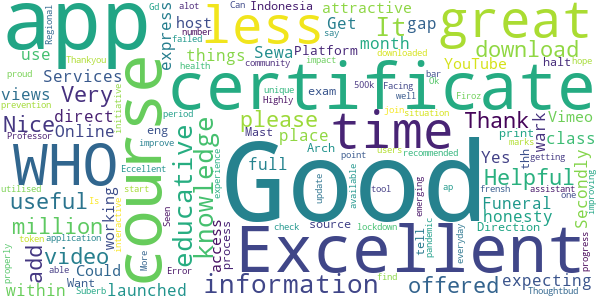 app
less
great
Gd
alot
Can
Indonesia
attractive
Regional
number
host
It
Get
gap
download
use
failed
express
things
Sewa
Platform
month
downloaded
say
proud
Thankyou
health
community
impact
YouTube
halt
hope
Services
certificate
views
Very
direct
unique
Highly
exam
500k
Facing
well
bar
Ok
Firoz
prevention
initiative
period
Nice
Online
eng
Mast
please
time
Thank
join
situation
Vimeo
Professor
improve
place
users
marks
print
class
WHO
course
Eccellent
educative
knowledge
experience
full
Arch
point
recommended
Yes
thh
work
getting
Secondly
utilised
start
Good
update
available
tool
emerging
ap
Helpful
frensh
assistant
one
improving
useful
Is
interactive
working
Seen
source
check
lockdown
tell
pandemic
everyday
Funeral
honesty
Direction
progress
million
token
application
access
process
Excellent
add
video
Could
able
Error
find
expecting
properly
within
Want
More
Suberb
launched
information
offered
Thoughtbud